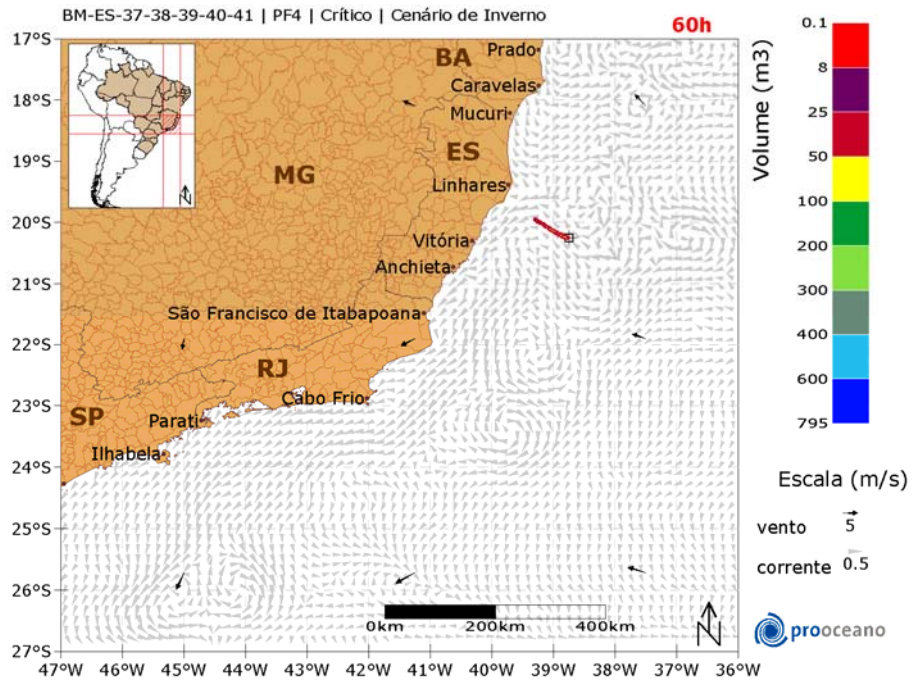 BM-ES-37-38-39-40-41 | PF4 | Crítico | Cenário de Inverno
60h
17°S
18°S
19°S
20°S
21°S
22°S
23°S
24°S
25°S
26°S
27°S
47°W 46°W 45°W 44°W 43°W 42°W 41°W 40°W 39°W 38°W 37°W 36°W
N
BA
Prado
Caravelas
Mucuri
ES
MG
Linhares
Vitória
Anchieta
São Francisco de Itabapoana
RJ
Cabo Frio
SP
Parati
Ilhabela
0km 200km 400km
N
Volume (m3)
0.1
8
25
50
100
200
300
400
600
795
Escala (m/s)
vento 5
corrente 0.5
prooceano